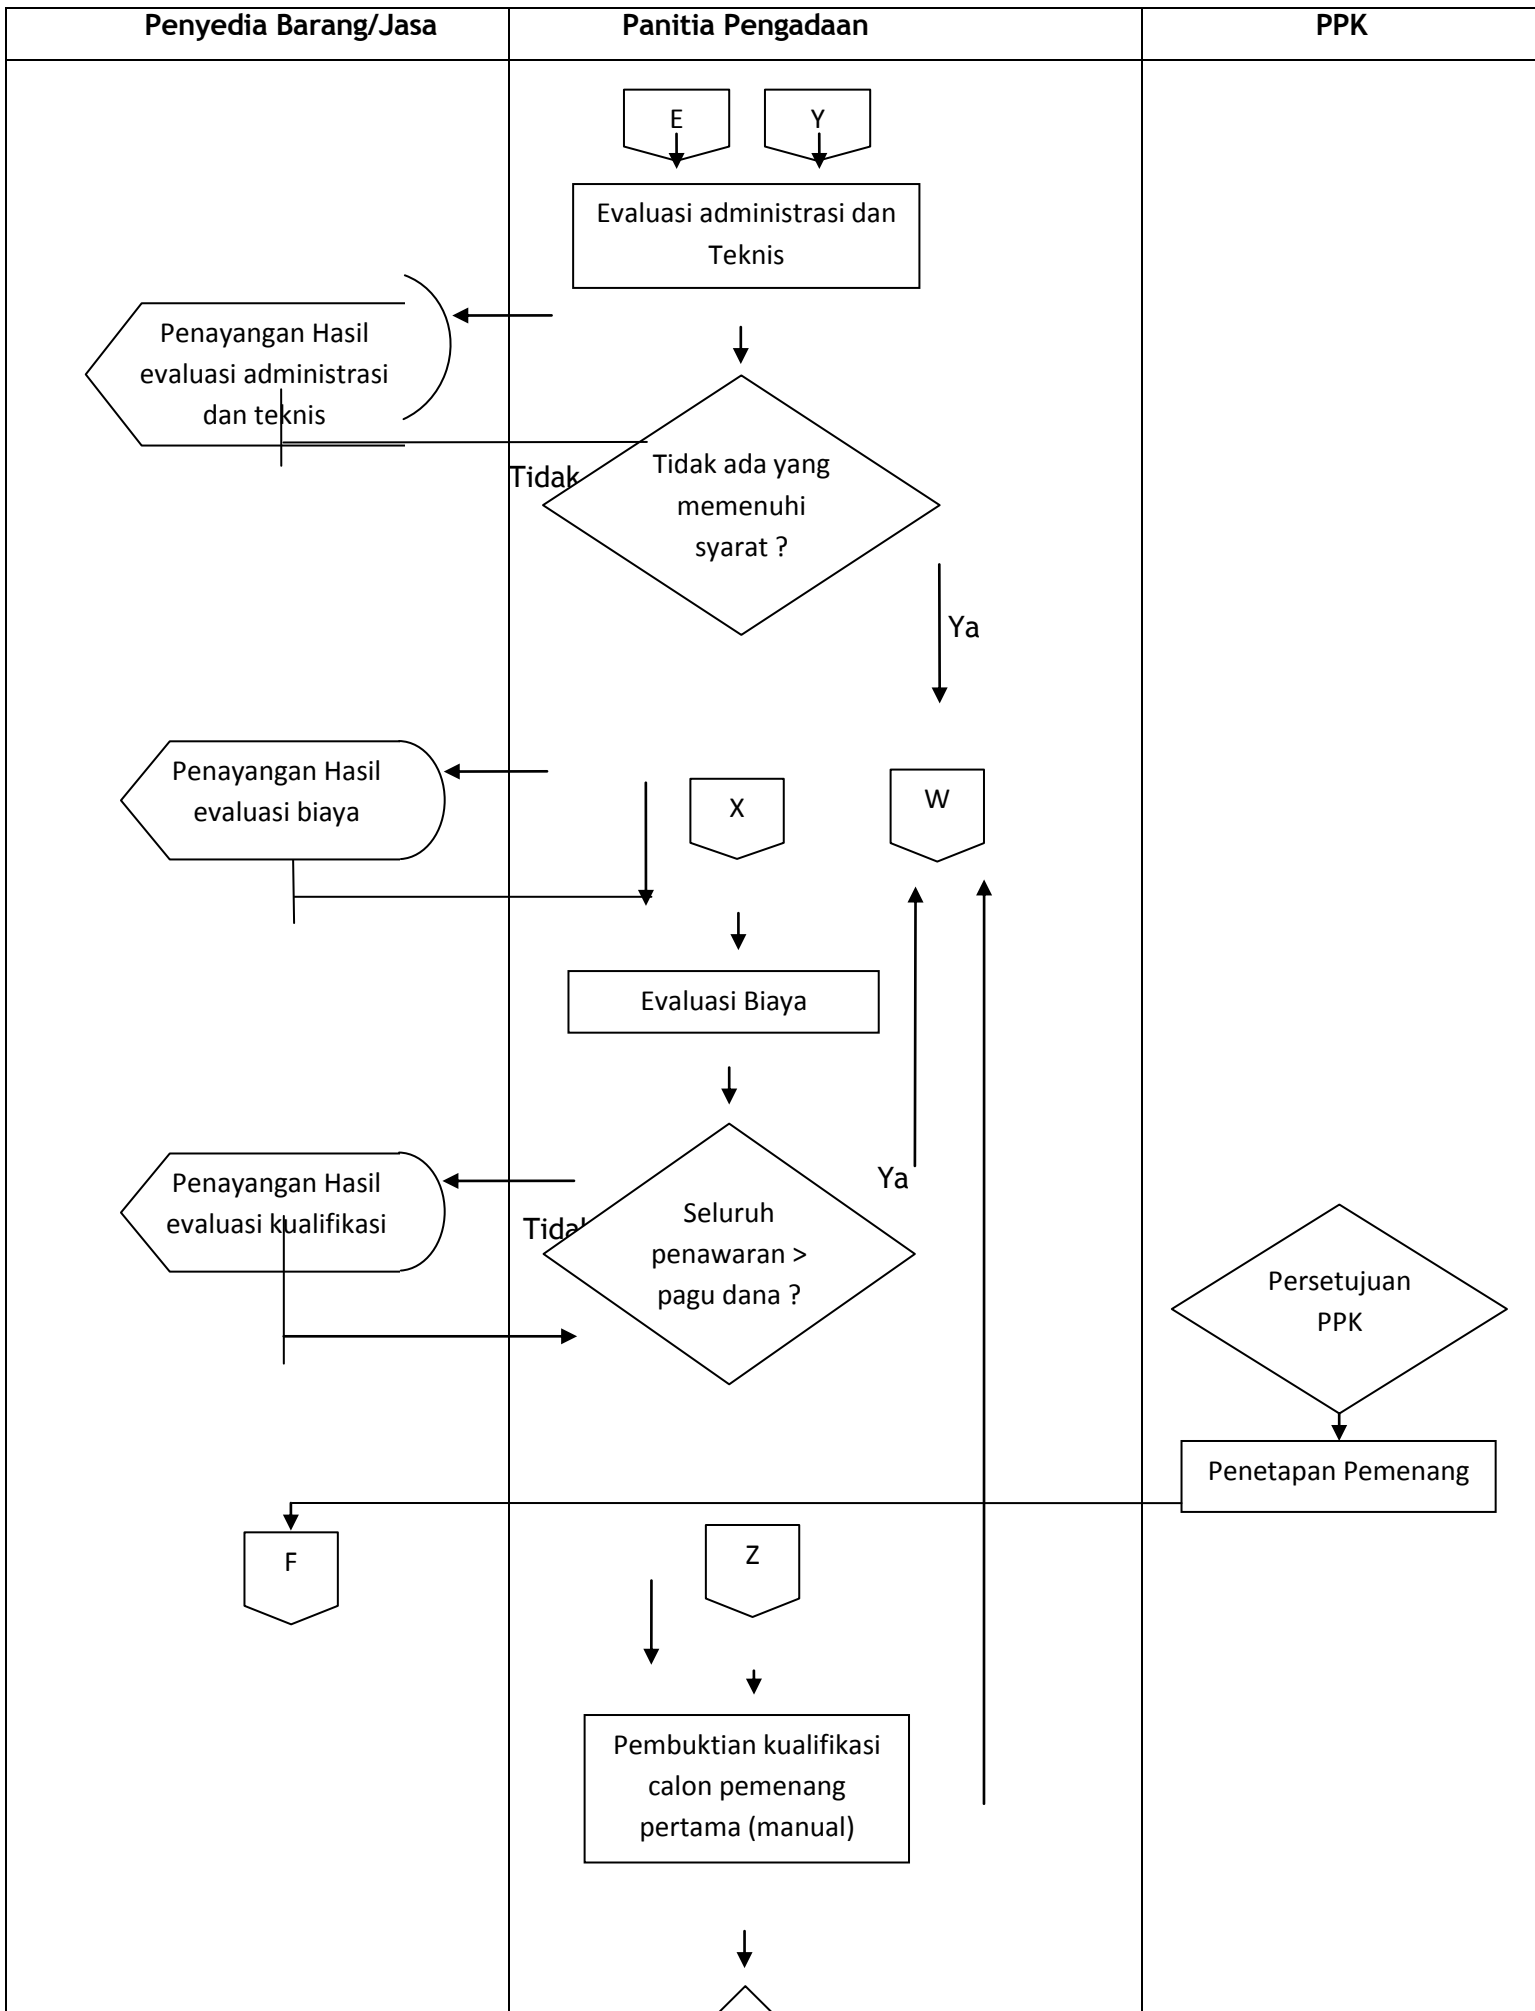 Penyedia Barang/Jasa
Panitia Pengadaan
PPK
E
Y
Evaluasi administrasi dan
Teknis
Penayangan Hasil
evaluasi administrasi
dan teknis
Tidak
Tidak ada yang
memenuhi
syarat ?
Ya
Penayangan Hasil
evaluasi biaya
X
W
Evaluasi Biaya
Penayangan Hasil
evaluasi kualifikasi
Ya
Tidak
Seluruh
penawaran >
pagu dana ?
Persetujuan
PPK
Penetapan Pemenang
F
Z
Pembuktian kualifikasi
calon pemenang
pertama (manual)